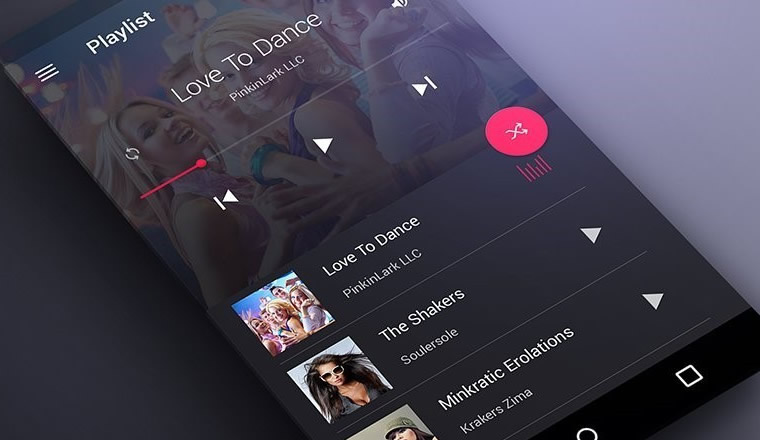 Playlist
Love To Dance
PinkinLark LLC
Love To Dance
PinkinLark LLC
The Shakers
Soulersole
Minkratic Erolations
Krakers Zima